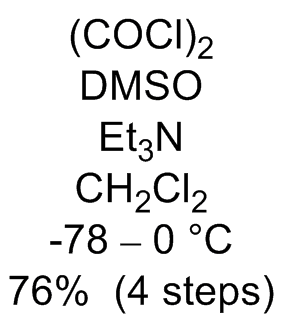 (COCl)₂
DMSO
Et₃N
CH₂Cl₂
-78 – 0 °C
76% (4 steps)